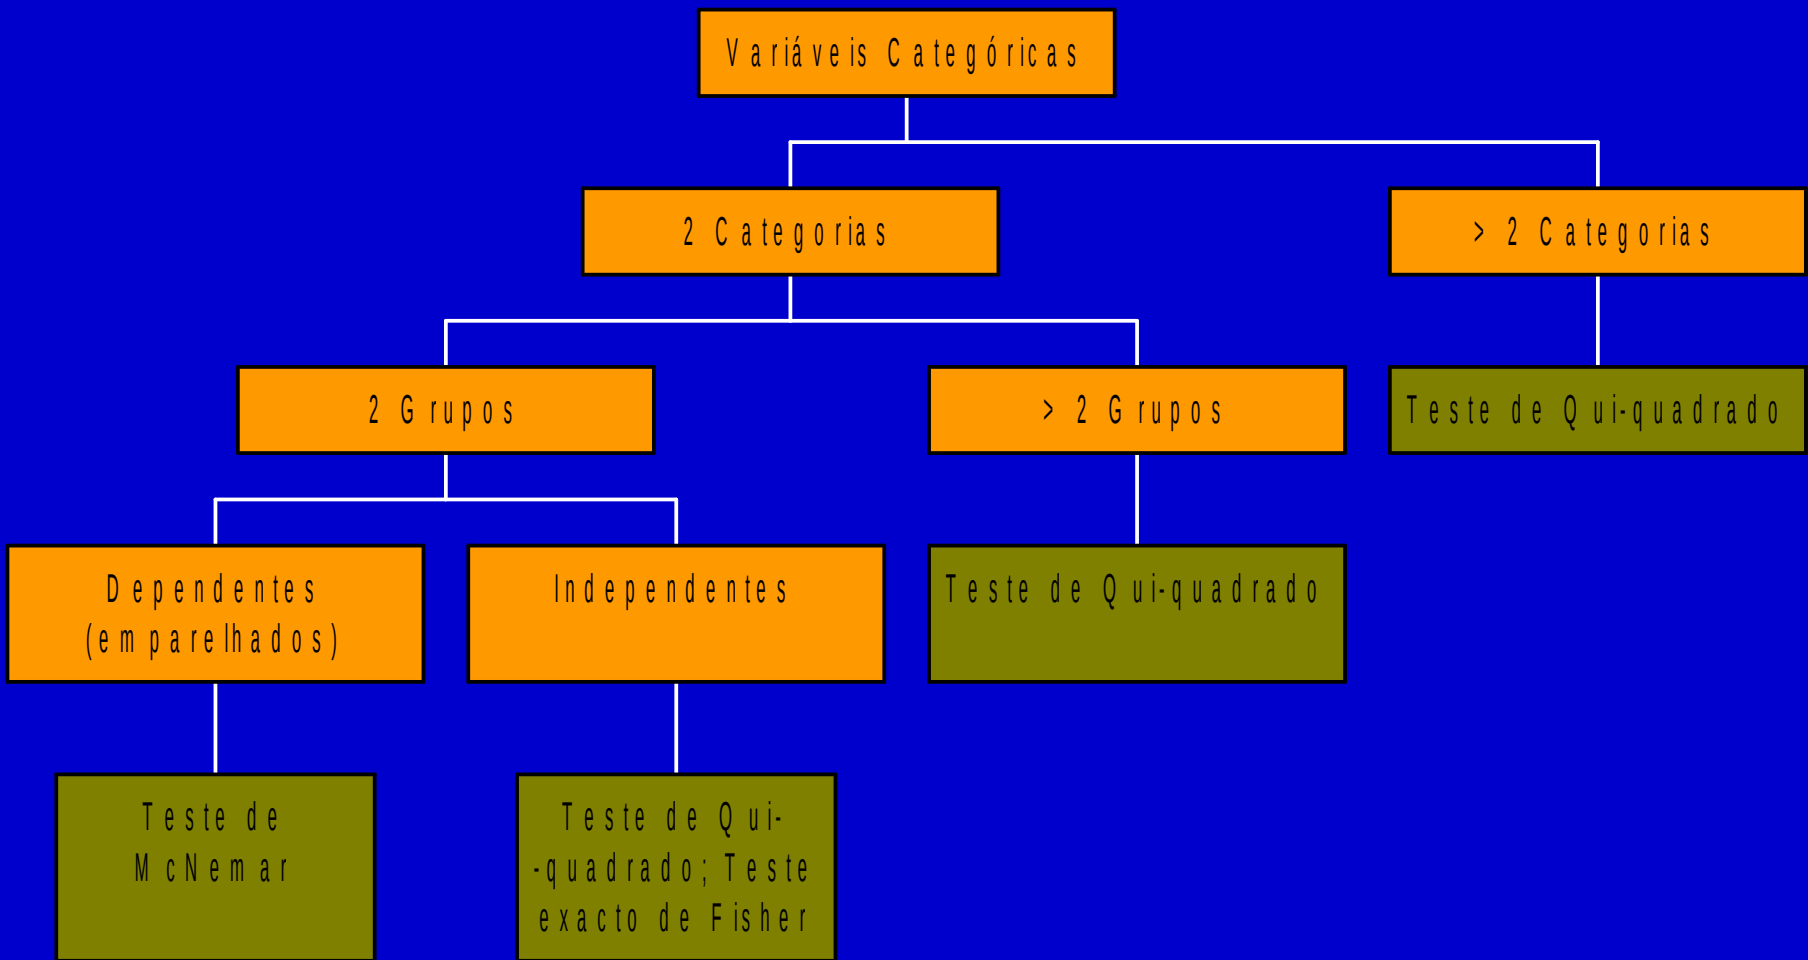 Variáveis Categóricas
2 Categorias
> 2 Categorias
2 Grupos
> 2 Grupos
Teste de Qui-quadrado
Dependentes
(emparelhados)
Independentes
Teste de Qui-quadrado
Teste de
McNemar
Teste de Qui-
-quadrado; Teste
exacto de Fisher